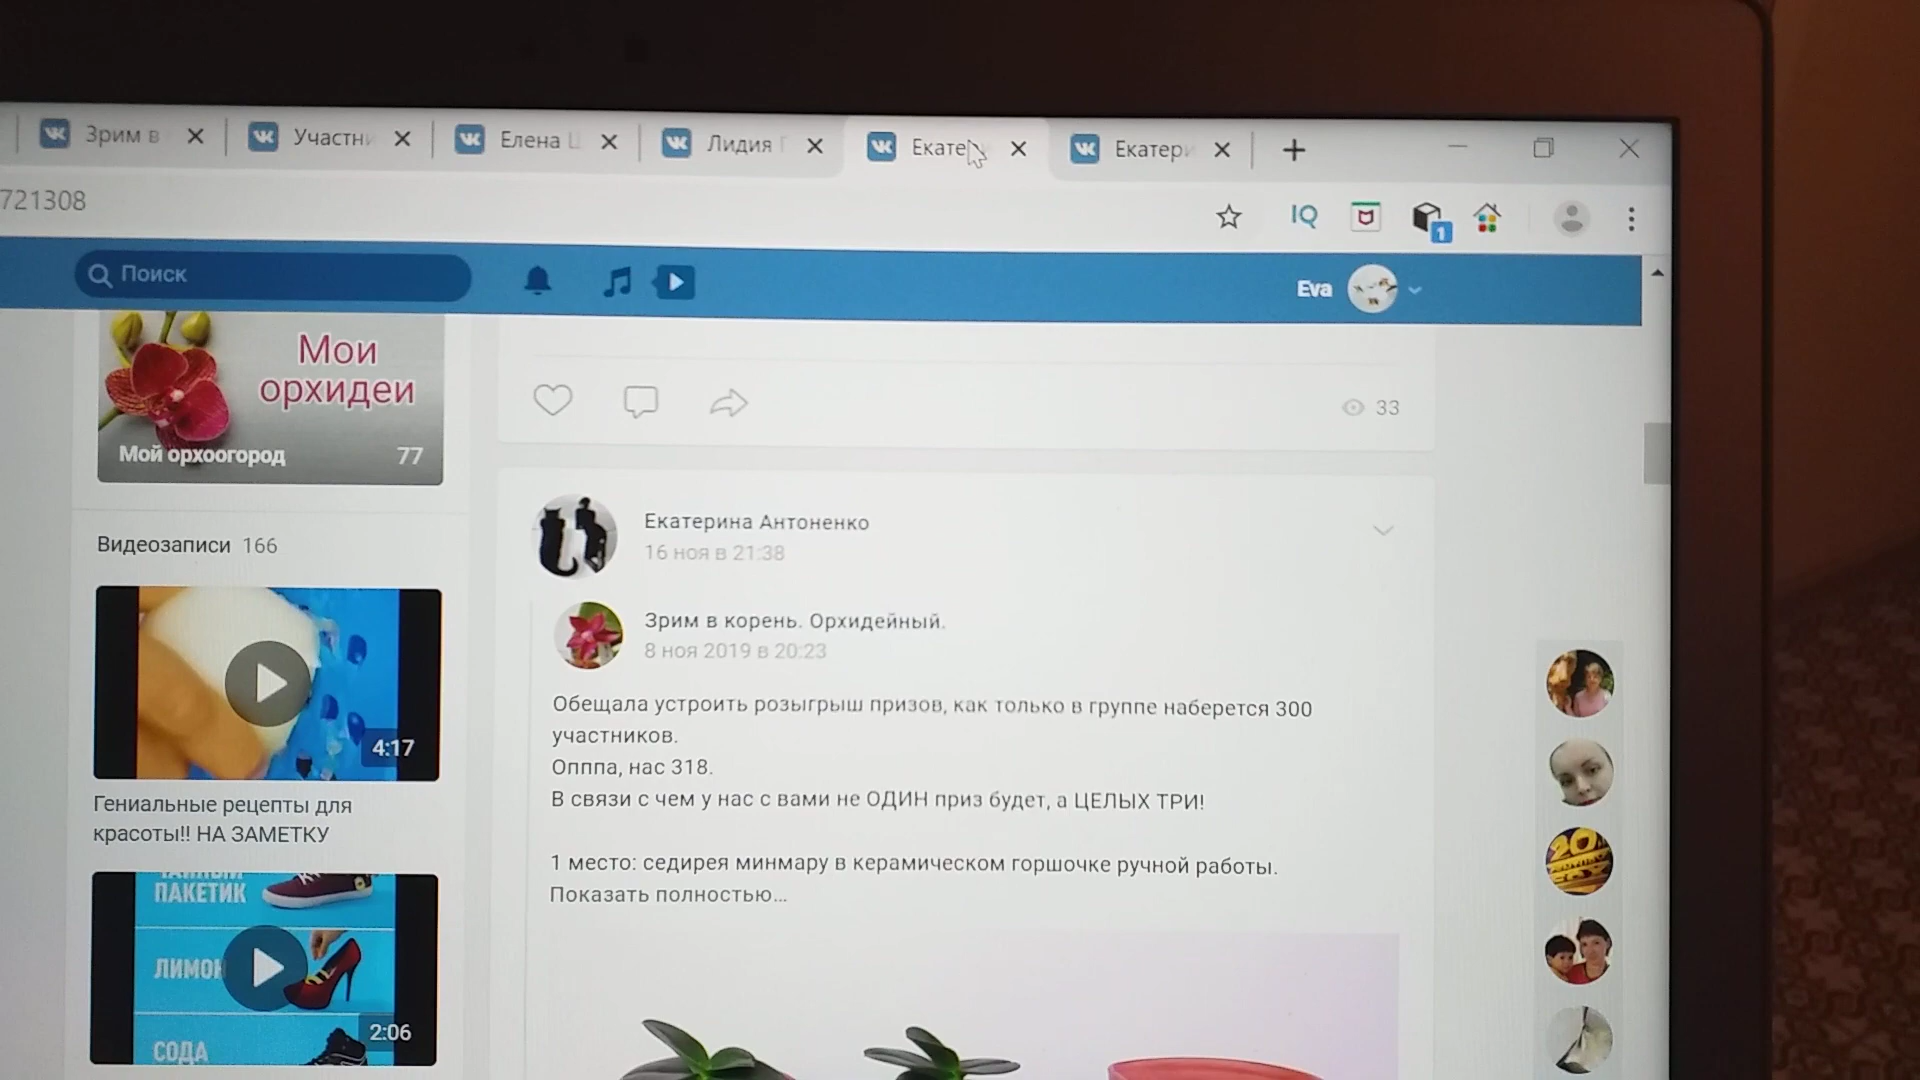 Зрим в
Участни
Елена
Лидия
Екате
Екатери
721308
IQ
1
Поиск
Eva
Мои
орхидеи
Мой орхоогород 77
33
Екатерина Антоненко
16 ноя в 21:38
Видеозаписи 166
Зрим в корень. Орхидейный.
8 ноя 2019 в 20:23
Обещала устроить розыгрыш призов, как только в группе наберется 300
участников.
Опппа, нас 318.
В связи с чем у нас с вами не ОДИН приз будет, а ЦЕЛЫХ ТРИ!
1 место: седирея минмару в керамическом горшочке ручной работы.
Показать полностью...
4:17
Гениальные рецепты для
красоты!! НА ЗАМЕТКУ
ПАКЕТИК
ЛИМОН
2:06
СОДА
20